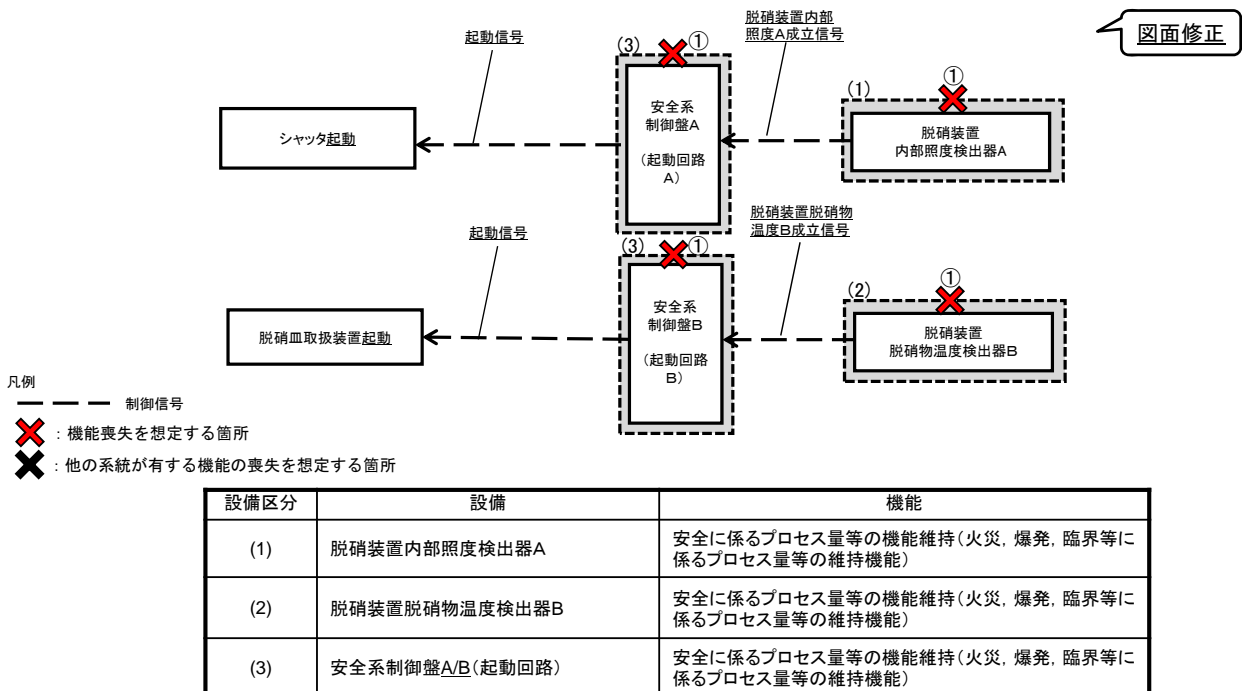 図面修正
起動信号
(3)
①
脱硝装置内部
照度A成立信号
(1)
①
シャッタ起動
安全系
制御盤A
(起動回路
A)
脱硝装置
内部照度検出器A
起動信号
(3)
①
脱硝装置脱硝物
温度B成立信号
(2)
①
脱硝皿取扱装置起動
安全系
制御盤B
(起動回路
B)
脱硝装置
脱硝物温度検出器B
凡例
制御信号
：機能喪失を想定する箇所
：他の系統が有する機能の喪失を想定する箇所
設備区分 設備 機能
(1) 脱硝装置内部照度検出器A 安全に係るプロセス量等の機能維持(火災，爆発，臨界等に
係るプロセス量等の維持機能)
(2) 脱硝装置脱硝物温度検出器B 安全に係るプロセス量等の機能維持(火災，爆発，臨界等に
係るプロセス量等の維持機能)
(3) 安全系制御盤A/B(起動回路) 安全に係るプロセス量等の機能維持(火災，爆発，臨界等に
係るプロセス量等の維持機能)